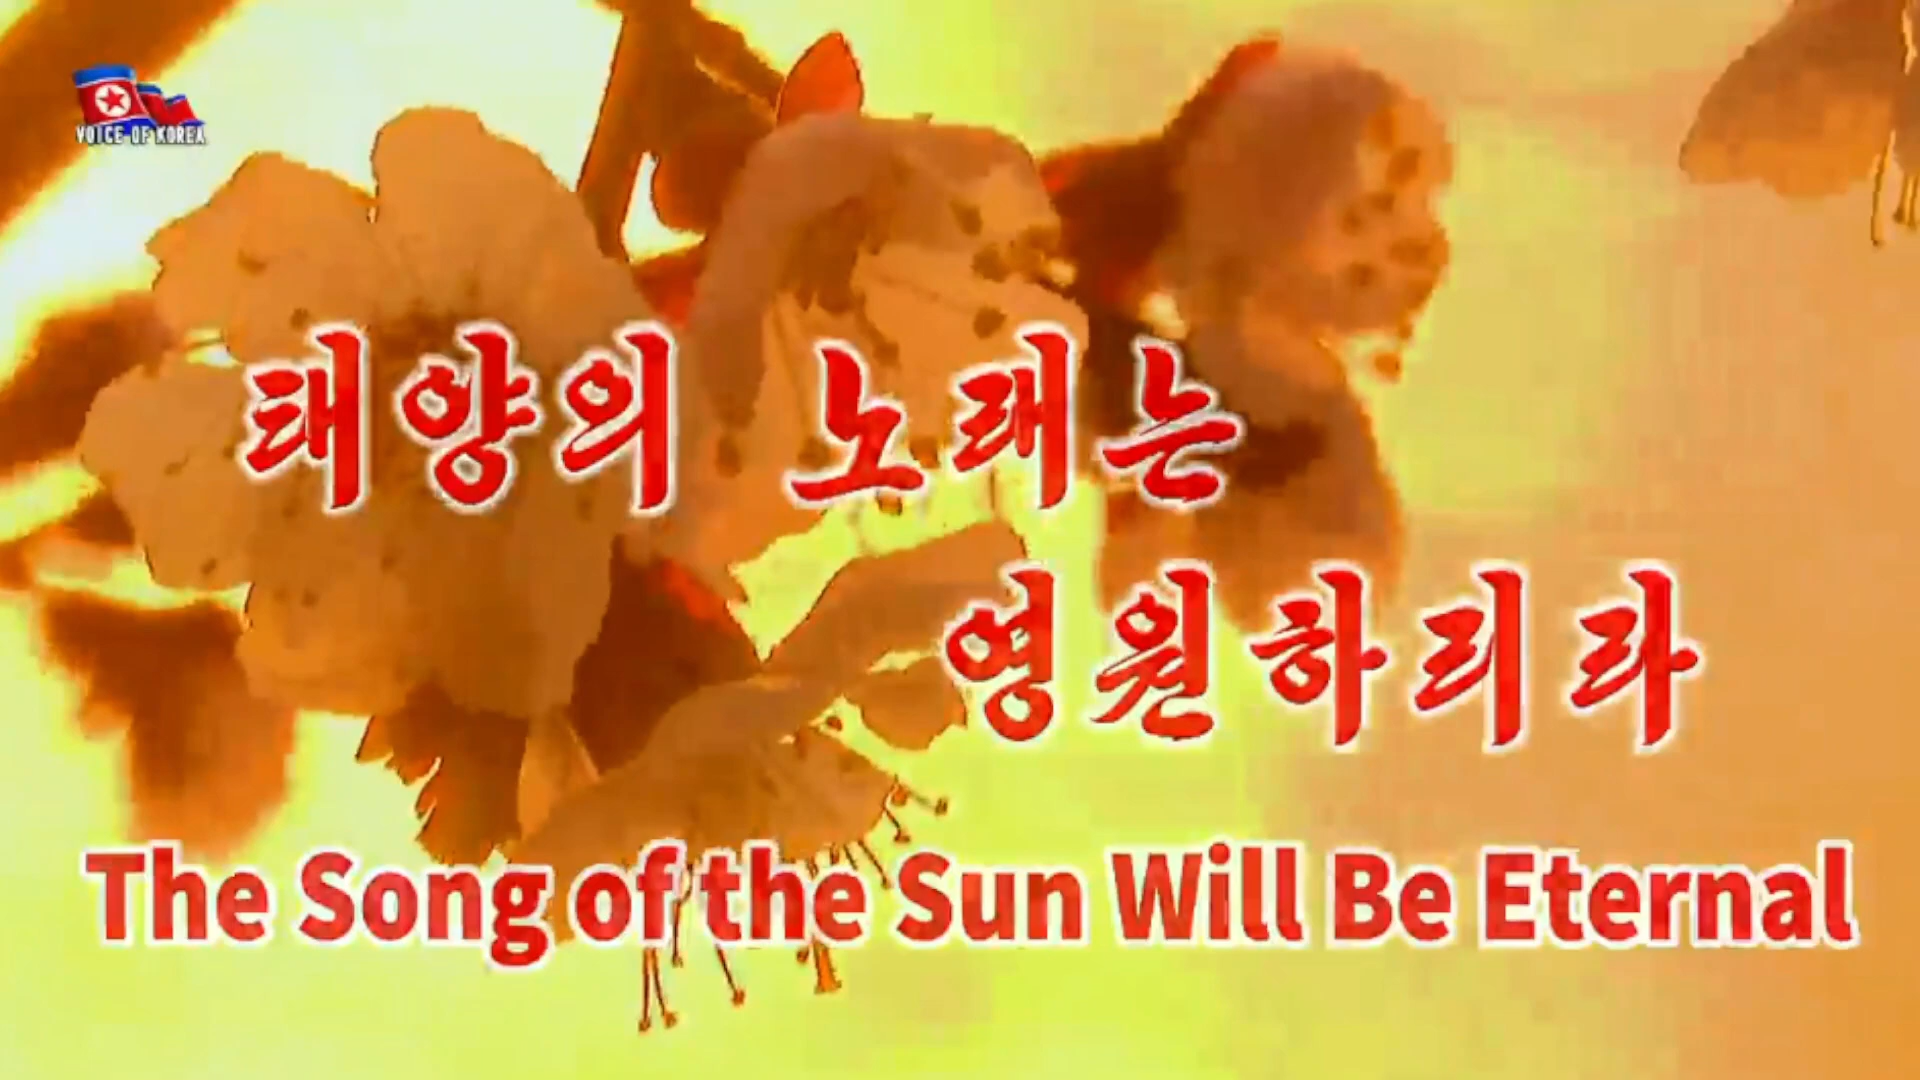 VOICE OF KOREA
태양의 노래는
영원하리라
The Song of the Sun Will Be Eternal